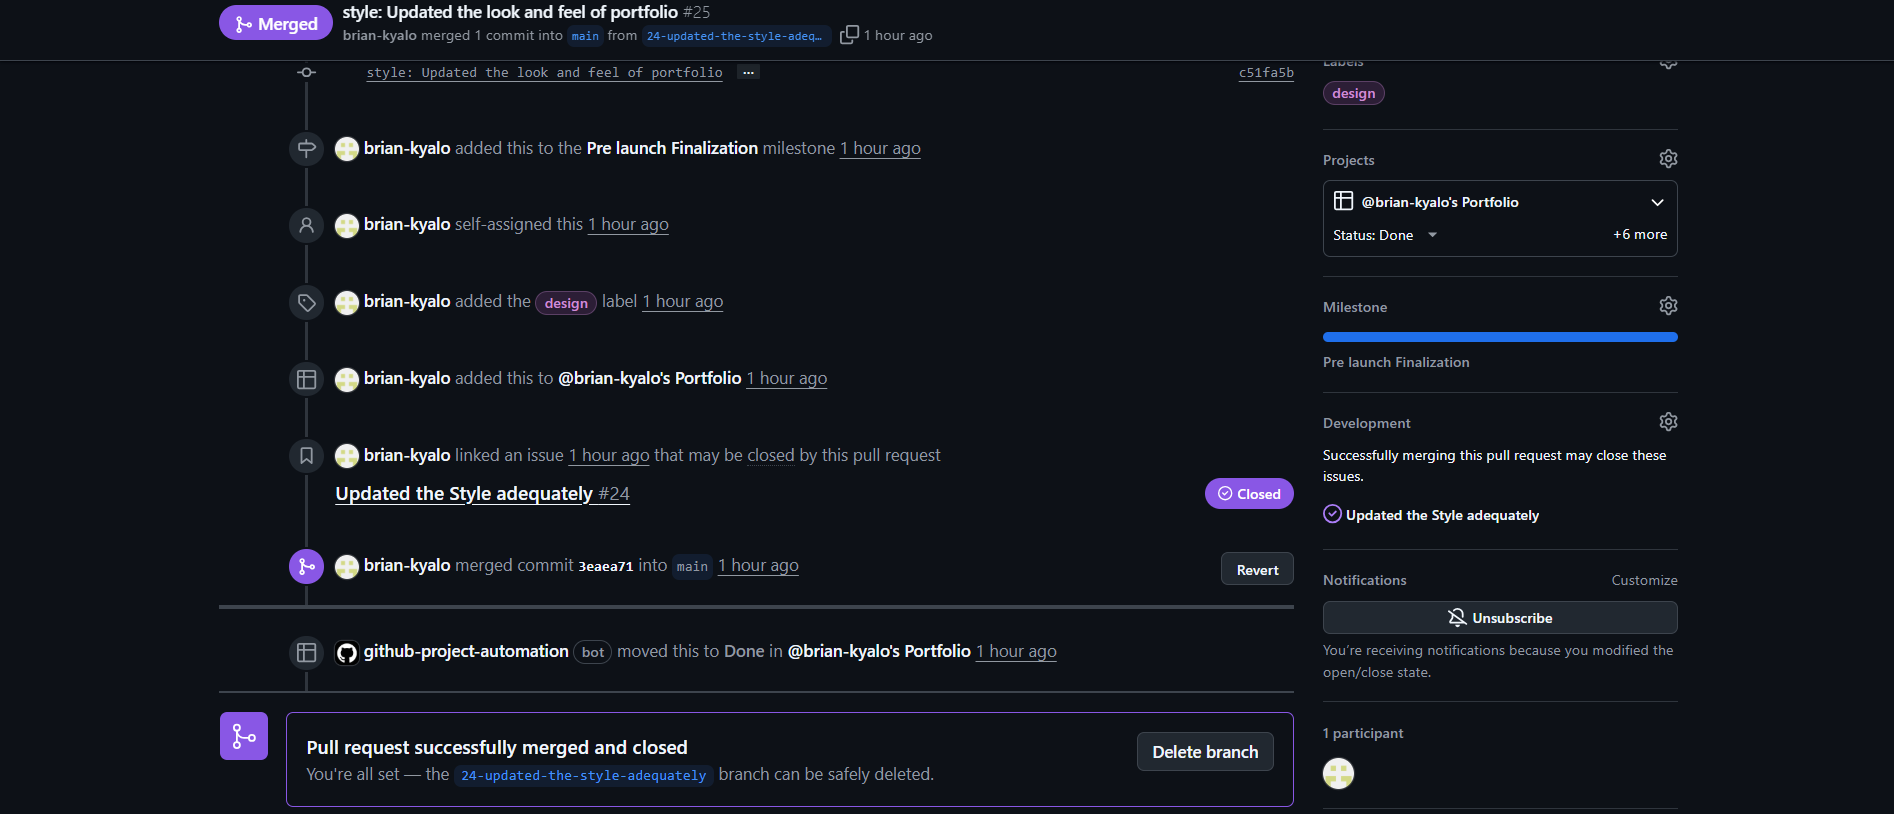 Merged
style: Updated the look and feel of portfolio #25
brian-kyalo merged 1 commit into main from 24-updated-the-style-adeq… 1 hour ago
style: Updated the look and feel of portfolio ... c51fa5b
brian-kyalo added this to the Pre launch Finalization milestone 1 hour ago
brian-kyalo self-assigned this 1 hour ago
brian-kyalo added the design label 1 hour ago
brian-kyalo added this to @brian-kyalo's Portfolio 1 hour ago
brian-kyalo linked an issue 1 hour ago that may be closed by this pull request
Updated the Style adequately #24 Closed
brian-kyalo merged commit 3eaea71 into main 1 hour ago Revert
github-project-automation bot moved this to Done in @brian-kyalo's Portfolio 1 hour ago
Pull request successfully merged and closed
You're all set — the 24-updated-the-style-adequately branch can be safely deleted.
Delete branch
Labels
design
Projects
@brian-kyalo's Portfolio
Status: Done +6 more
Milestone
Pre launch Finalization
Development
Successfully merging this pull request may close these
issues.
Updated the Style adequately
Notifications Customize
Unsubscribe
You're receiving notifications because you modified the
open/close state.
1 participant